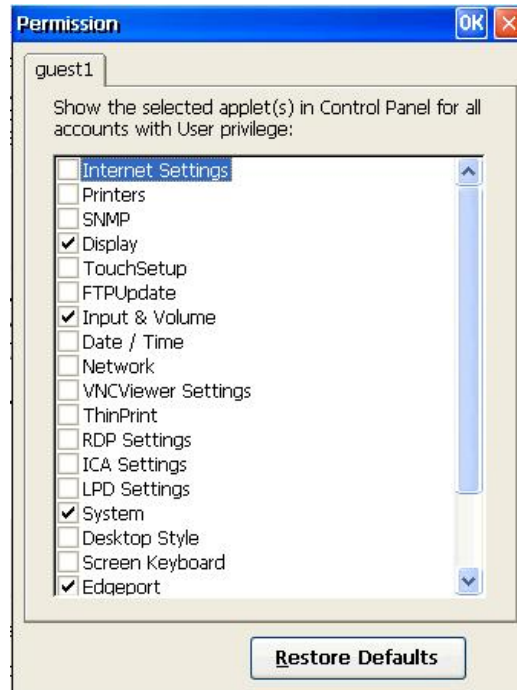 Permission OK
guest1
Show the selected applet(s) in Control Panel for all
accounts with User privilege:
Internet Settings
Printers
SNMP
Display
TouchSetup
FTPUpdate
Input & Volume
Date / Time
Network
VNCViewer Settings
ThinPrint
RDP Settings
ICA Settings
LPD Settings
System
Desktop Style
Screen Keyboard
Edgeport
Restore Defaults